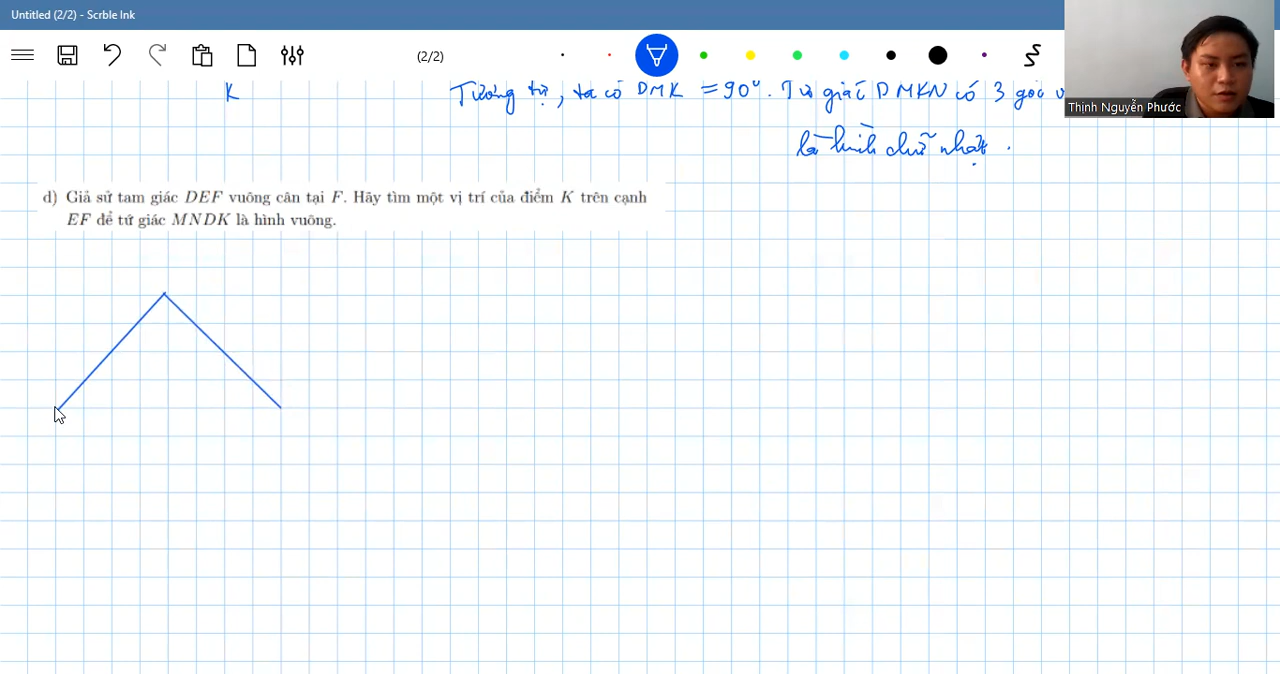 Untitled (2/2) - Scrble Ink
(2/2)
Thịnh Nguyễn Phước
K
Tương tự, ta có DMK = 90°. Tứ giác DMKN có 3 góc
là hình chữ nhật.
d) Giả sử tam giác DEF vuông cân tại F. Hãy tìm một vị trí của điểm K trên cạnh
EF để tứ giác MNDK là hình vuông.